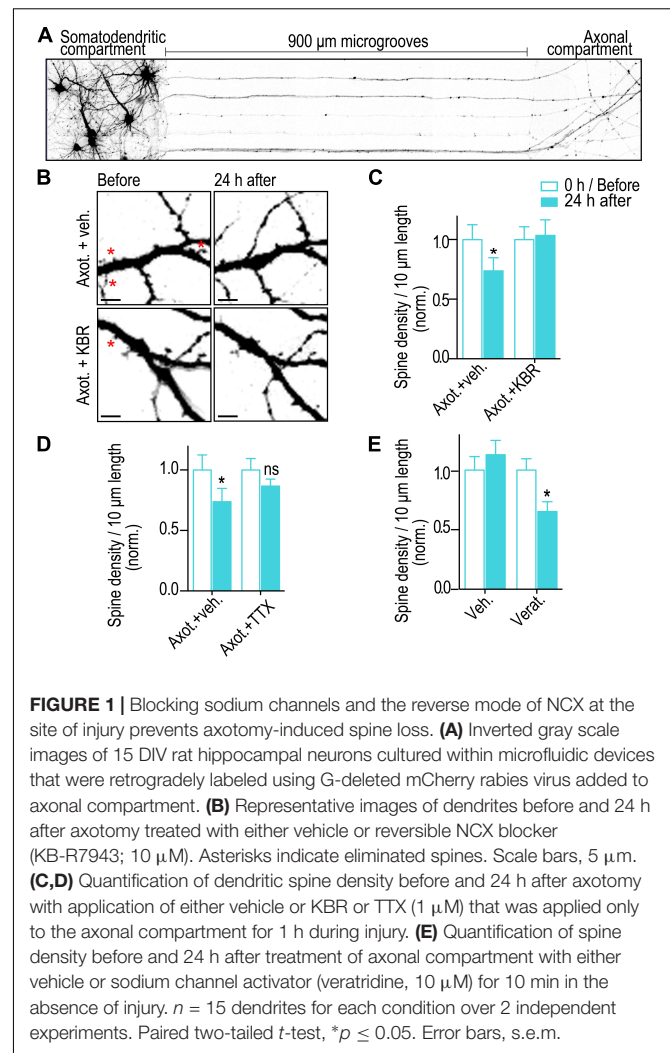 A
Somatodendritic compartment
900 µm microgrooves
Axonal compartment
B
Before
24 h after
Axot. + veh.
*
*
*
Axot. + KBR
*
C
0 h / Before
24 h after
Spine density / 10 µm length (norm.)
1.0
0.5
0.0
*
Axot.+veh.
Axot.+KBR
D
Spine density / 10 µm length (norm.)
1.0
0.5
0.0
*
ns
Axot.+veh.
Axot.+TTX
E
Spine density / 10 µm length (norm.)
1.0
0.5
0
*
Veh.
Verat.
FIGURE 1 | Blocking sodium channels and the reverse mode of NCX at the
site of injury prevents axotomy-induced spine loss. (A) Inverted gray scale
images of 15 DIV rat hippocampal neurons cultured within microfluidic devices
that were retrogradely labeled using G-deleted mCherry rabies virus added to
axonal compartment. (B) Representative images of dendrites before and 24 h
after axotomy treated with either vehicle or reversible NCX blocker
(KB-R7943; 10 µM). Asterisks indicate eliminated spines. Scale bars, 5 µm.
(C,D) Quantification of dendritic spine density before and 24 h after axotomy
with application of either vehicle or KBR or TTX (1 µM) that was applied only
to the axonal compartment for 1 h during injury. (E) Quantification of spine
density before and 24 h after treatment of axonal compartment with either
vehicle or sodium channel activator (veratridine, 10 µM) for 10 min in the
absence of injury. n = 15 dendrites for each condition over 2 independent
experiments. Paired two-tailed t-test, *p ≤ 0.05. Error bars, s.e.m.